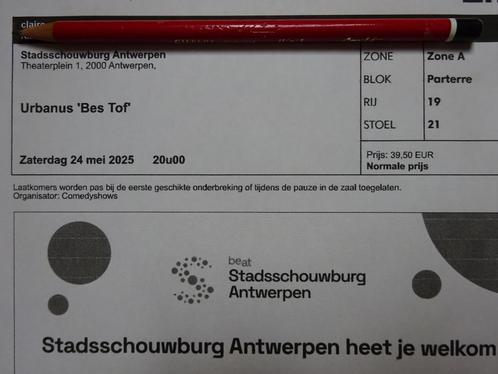 claire
Stadsschouwburg Antwerpen
Theaterplein 1, 2000 Antwerpen,
Urbanus 'Bes Tof'
Zaterdag 24 mei 2025 20u00
ZONE Zone A
BLOK Parterre
RIJ 19
STOEL 21
Prijs: 39,50 EUR
Normale prijs
Laatkomers worden pas bij de eerste geschikte onderbreking of tijdens de pauze in de zaal toegelaten.
Organisator: Comedyshows
beat
Stadsschouwburg
Antwerpen
Stadsschouwburg Antwerpen heet je welkom